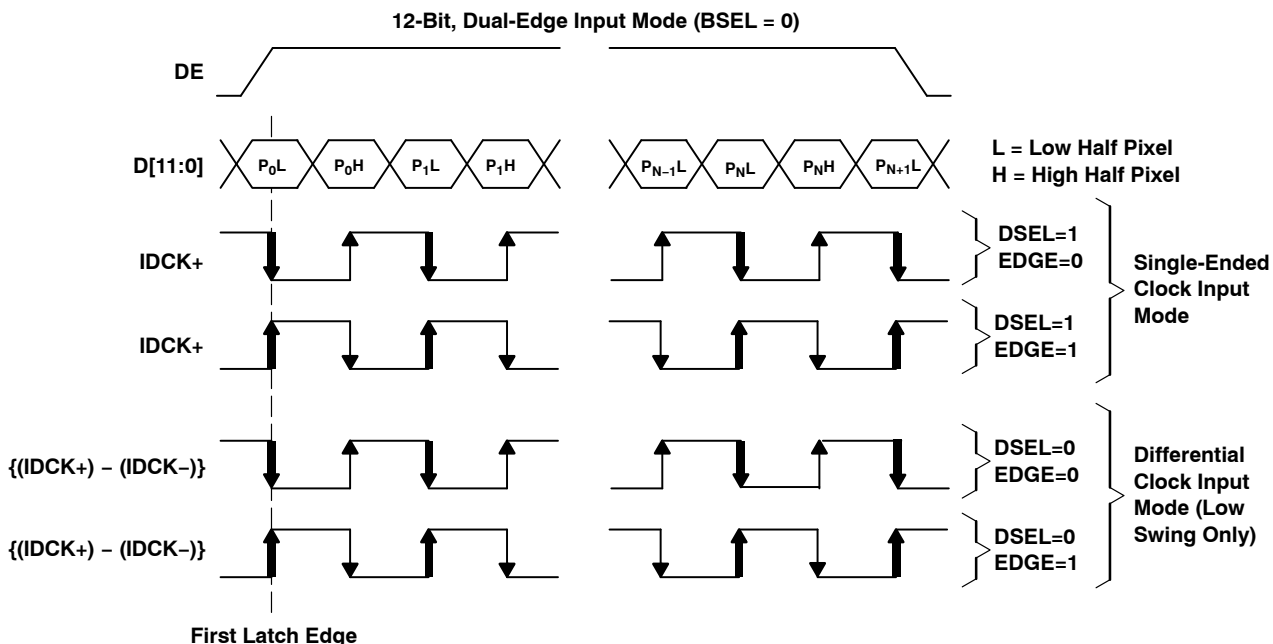 12-Bit, Dual-Edge Input Mode (BSEL = 0)
DE
D[11:0]
P0L
P0H
P1L
P1H
PN−1L
PNL
PNH
PN+1L
L = Low Half Pixel
H = High Half Pixel
IDCK+
DSEL=1
EDGE=0
IDCK+
DSEL=1
EDGE=1
Single-Ended
Clock Input
Mode
{(IDCK+) − (IDCK−)}
DSEL=0
EDGE=0
{(IDCK+) − (IDCK−)}
DSEL=0
EDGE=1
Differential
Clock Input
Mode (Low
Swing Only)
First Latch Edge